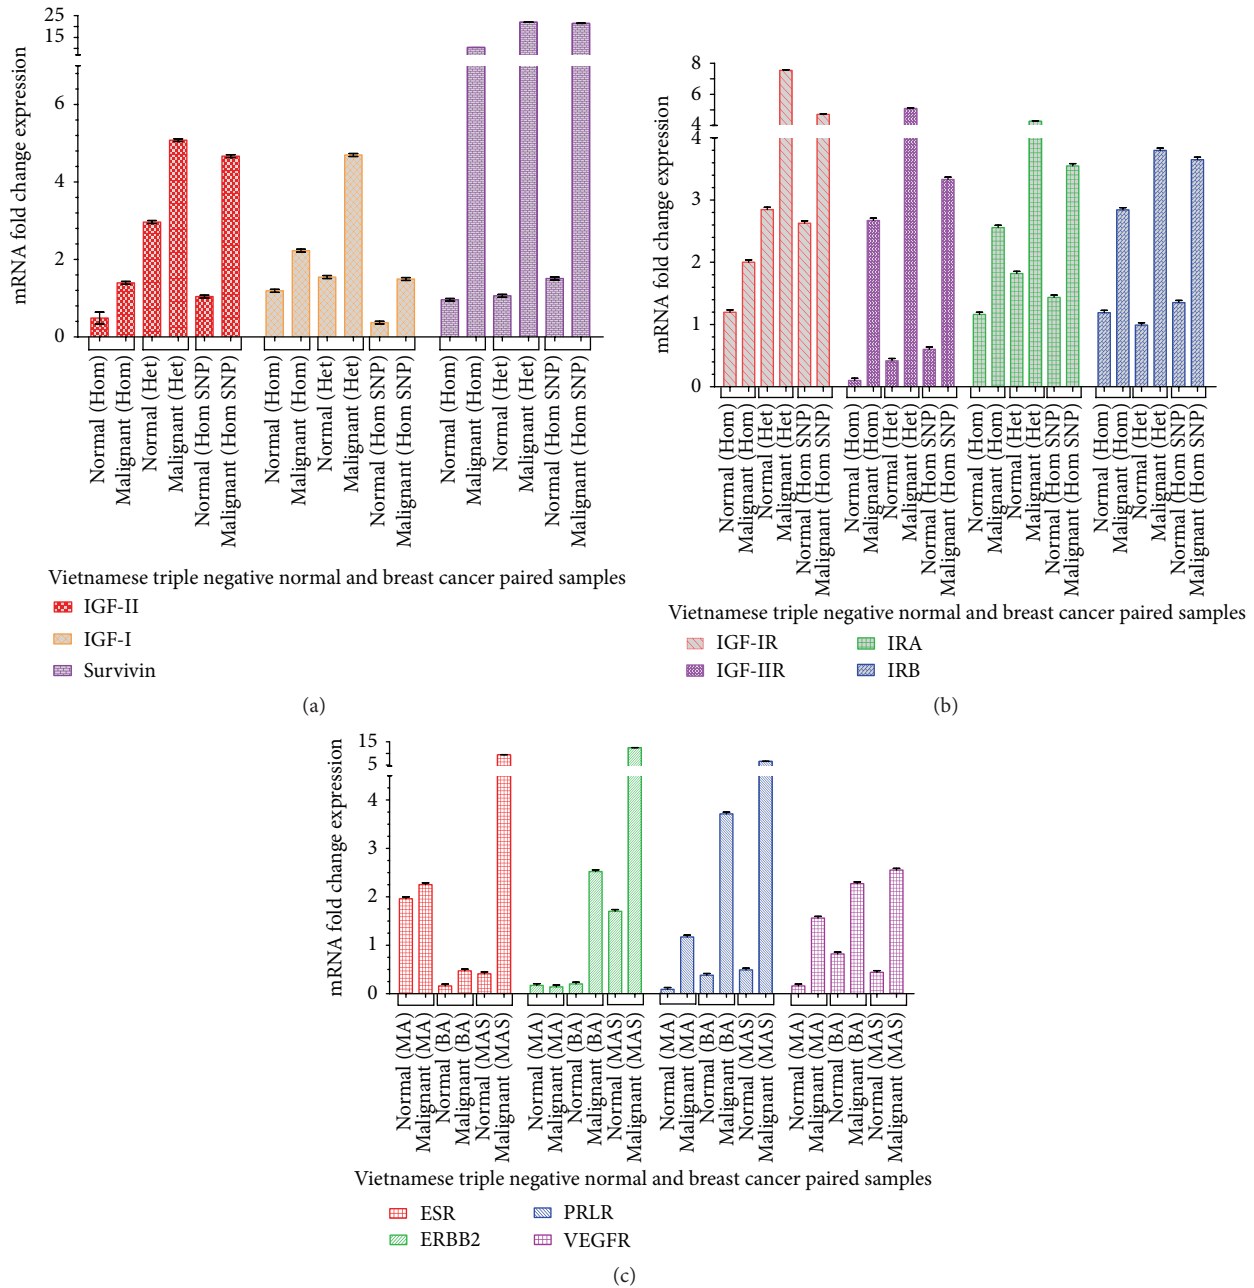 25
15
6
4
2
0
mRNA fold change expression
Normal (Hom)
Malignant (Hom)
Normal (Het)
Malignant (Het)
Normal (Hom SNP)
Malignant (Hom SNP)
Normal (Hom)
Malignant (Hom)
Normal (Het)
Malignant (Het)
Normal (Hom SNP)
Malignant (Hom SNP)
Normal (Hom)
Malignant (Hom)
Normal (Het)
Malignant (Het)
Normal (Hom SNP)
Malignant (Hom SNP)
Vietnamese triple negative normal and breast cancer paired samples
IGF-II
IGF-I
Survivin
(a)
8
6
4
4
3
2
1
0
mRNA fold change expression
Normal (Hom)
Malignant (Hom)
Normal (Het)
Malignant (Het)
Normal (Hom SNP)
Malignant (Hom SNP)
Normal (Hom)
Malignant (Hom)
Normal (Het)
Malignant (Het)
Normal (Hom SNP)
Malignant (Hom SNP)
Normal (Hom)
Malignant (Hom)
Normal (Het)
Malignant (Het)
Normal (Hom SNP)
Malignant (Hom SNP)
Normal (Hom)
Malignant (Hom)
Normal (Het)
Malignant (Het)
Normal (Hom SNP)
Malignant (Hom SNP)
Vietnamese triple negative normal and breast cancer paired samples
IGF-IR
IGF-IIR
IRA
IRB
(b)
15
5
4
3
2
1
0
mRNA fold change expression
Normal (MA)
Malignant (MA)
Normal (BA)
Malignant (BA)
Normal (MAS)
Malignant (MAS)
Normal (MA)
Malignant (MA)
Normal (BA)
Malignant (BA)
Normal (MAS)
Malignant (MAS)
Normal (MA)
Malignant (MA)
Normal (BA)
Malignant (BA)
Normal (MAS)
Malignant (MAS)
Normal (MA)
Malignant (MA)
Normal (BA)
Malignant (BA)
Normal (MAS)
Malignant (MAS)
Vietnamese triple negative normal and breast cancer paired samples
ESR
ERBB2
PRLR
VEGFR
(c)